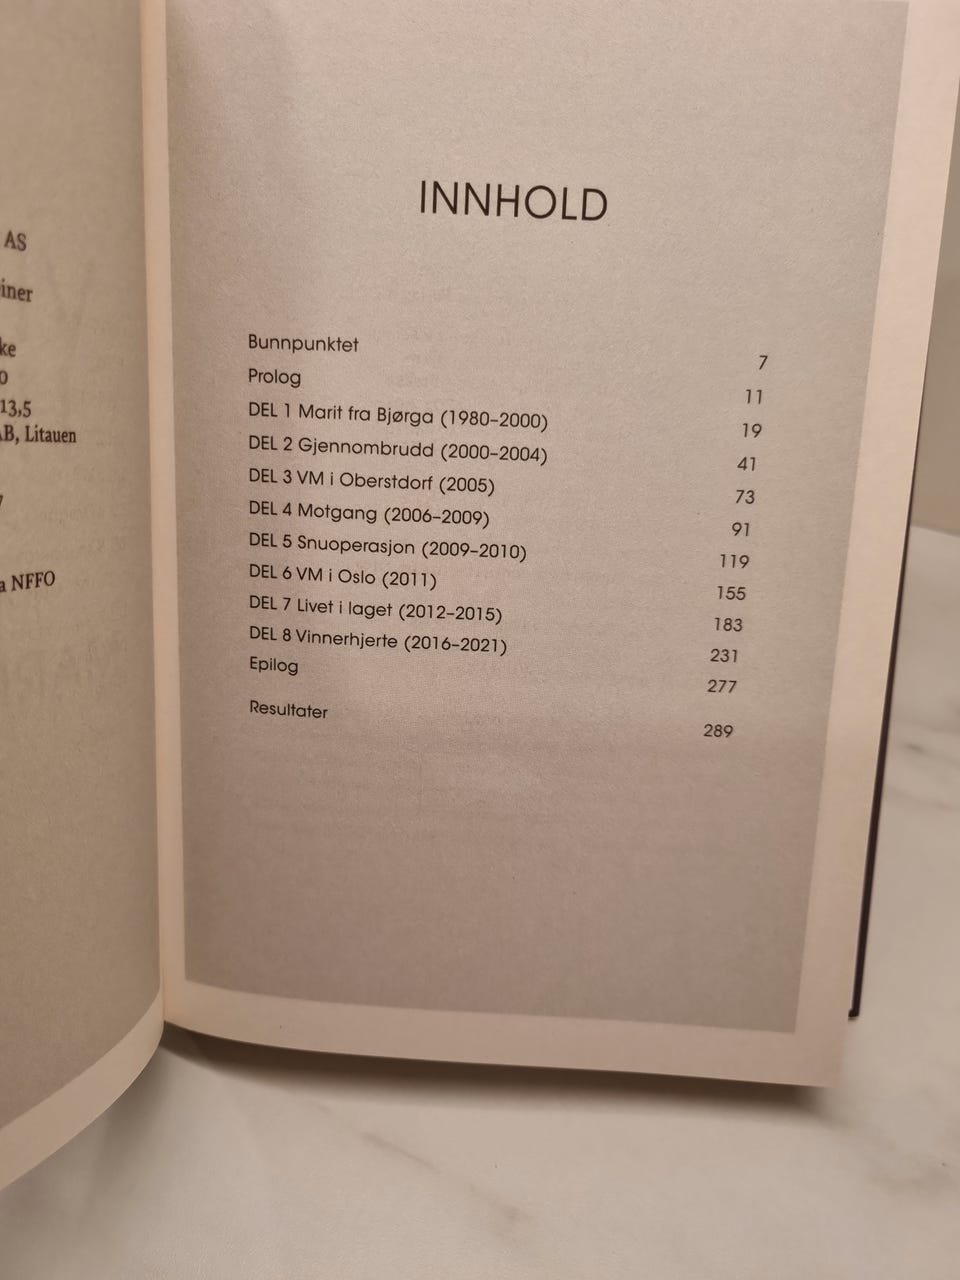 AS
iner
ke
0
13,5
AB, Litauen
a NFFO
INNHOLD
Bunnpunktet 7
Prolog 11
DEL 1 Marit fra Bjørga (1980–2000) 19
DEL 2 Gjennombrudd (2000–2004) 41
DEL 3 VM i Oberstdorf (2005) 73
DEL 4 Motgang (2006–2009) 91
DEL 5 Snuoperasjon (2009–2010) 119
DEL 6 VM i Oslo (2011) 155
DEL 7 Livet i laget (2012–2015) 183
DEL 8 Vinnerhjerte (2016–2021) 231
Epilog 277
Resultater 289